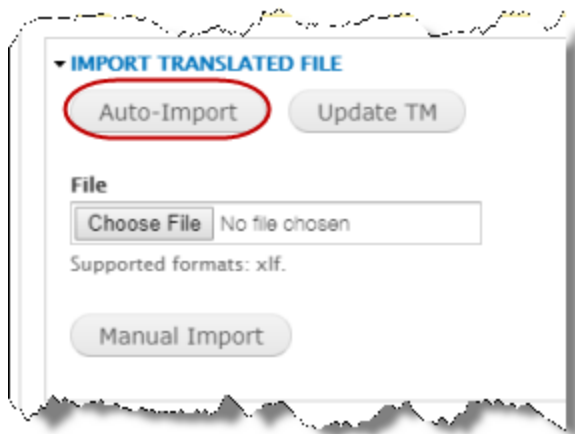 IMPORT TRANSLATED FILE
Auto-Import Update TM
File
Choose File No file chosen
Supported formats: xlf.
Manual Import